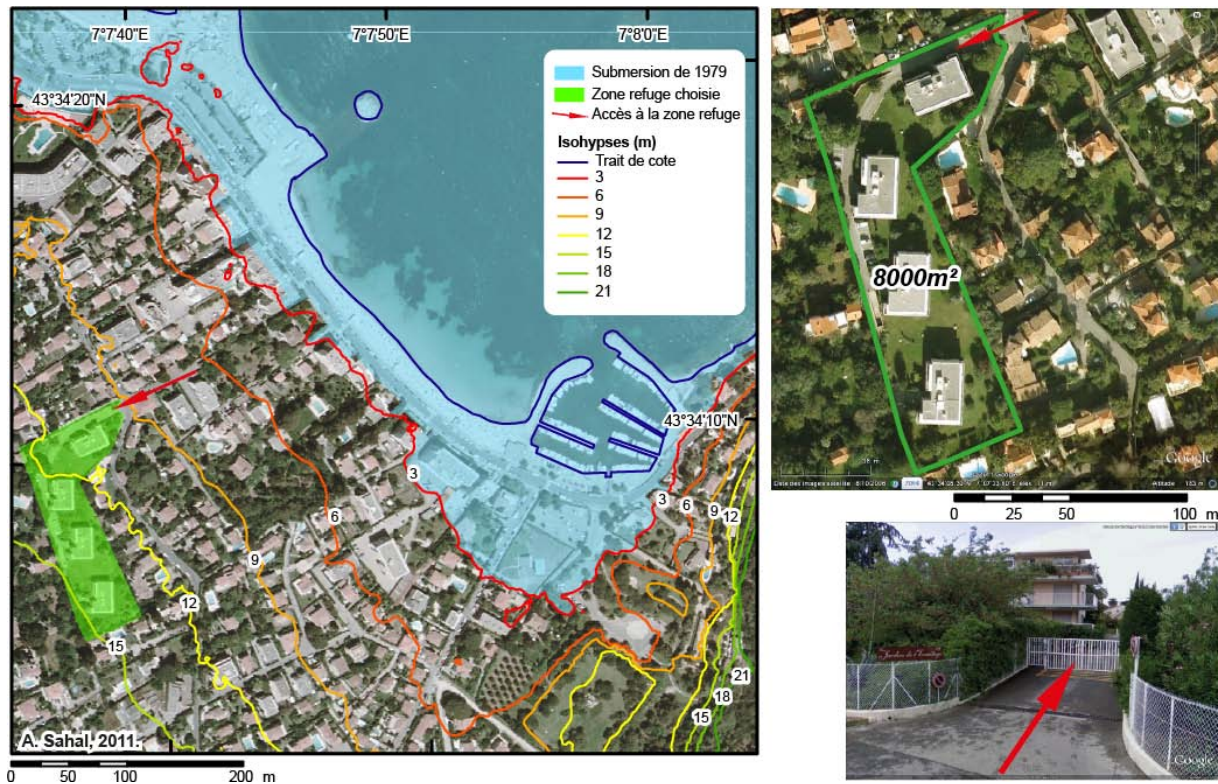 7°7'40"E
7°7'50"E
7°8'0"E
43°34'20"N
Submersion de 1979
Zone refuge choisie
Accès à la zone refuge
Isohypses (m)
Trait de cote
3
6
9
12
15
18
21
43°34'10"N
3
3
6
9
12
6
9
12
15
21
18
15
A. Sahal, 2011.
0 50 100 200 m
8000m²
Google
0 25 50 100 m
Google